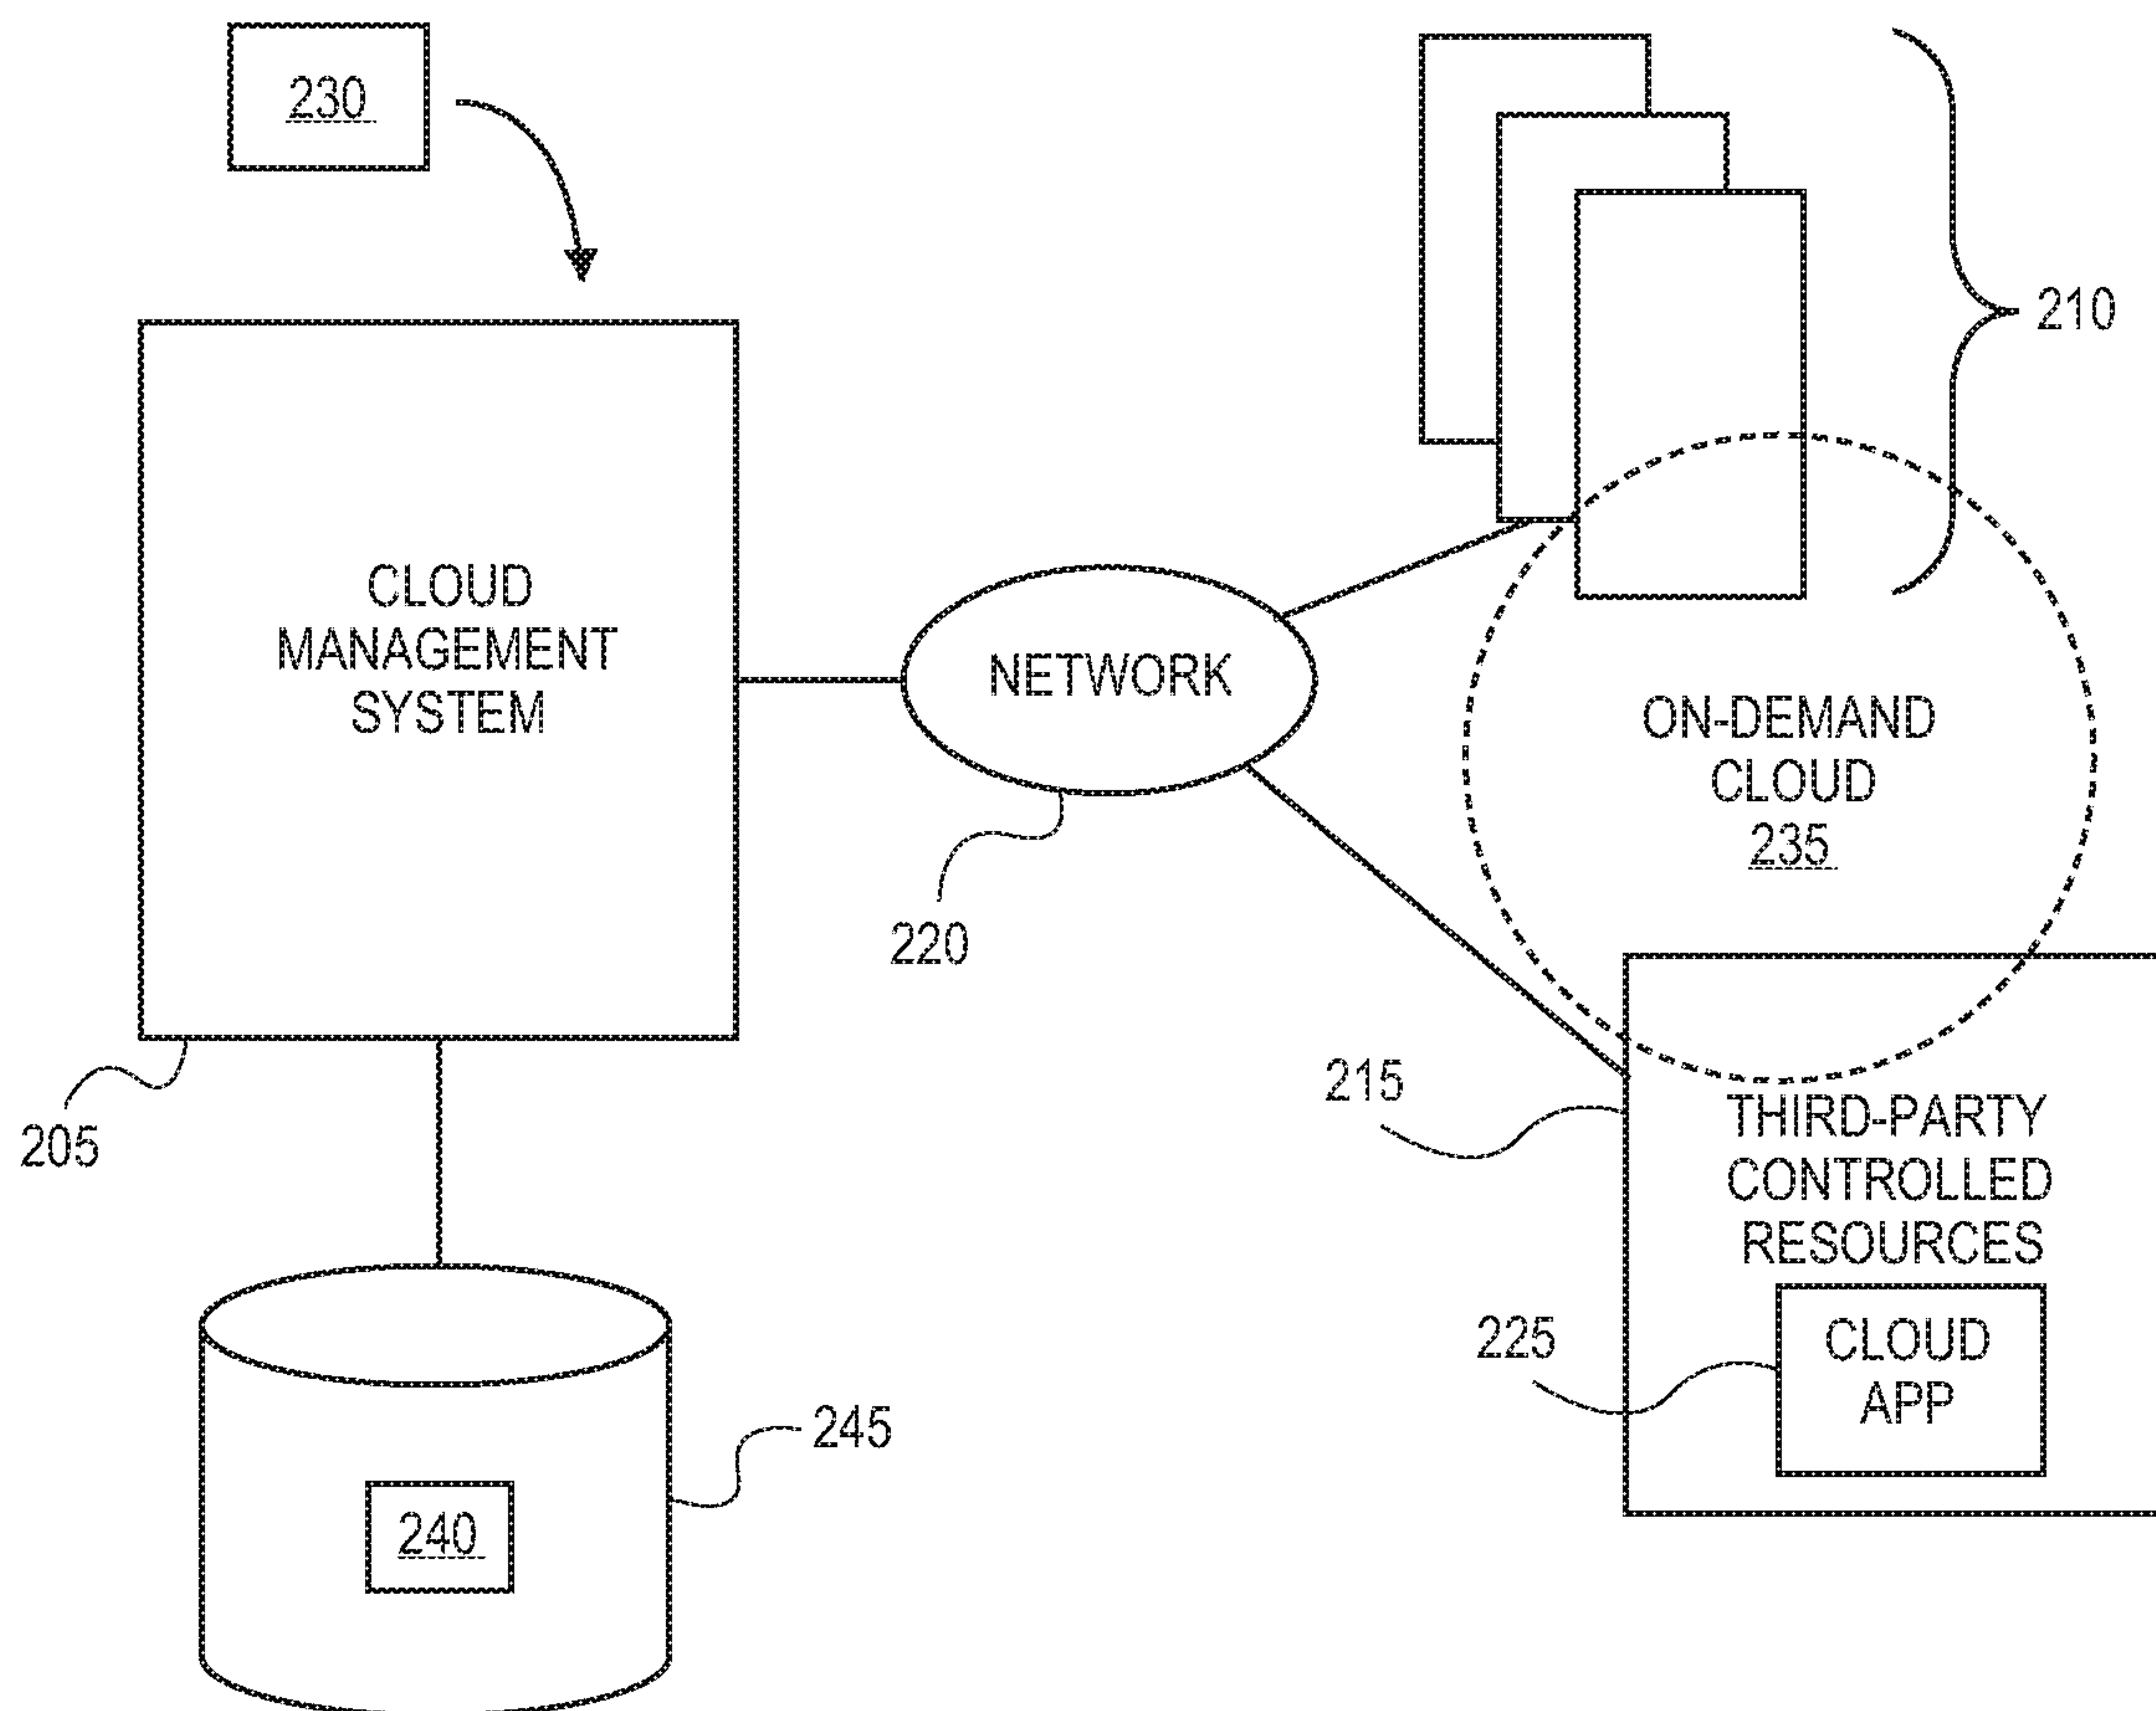 230
210
CLOUD
MANAGEMENT
SYSTEM
NETWORK
ON-DEMAND
CLOUD
235
220
205
215
THIRD-PARTY
CONTROLLED
RESOURCES
225
CLOUD
APP
245
240